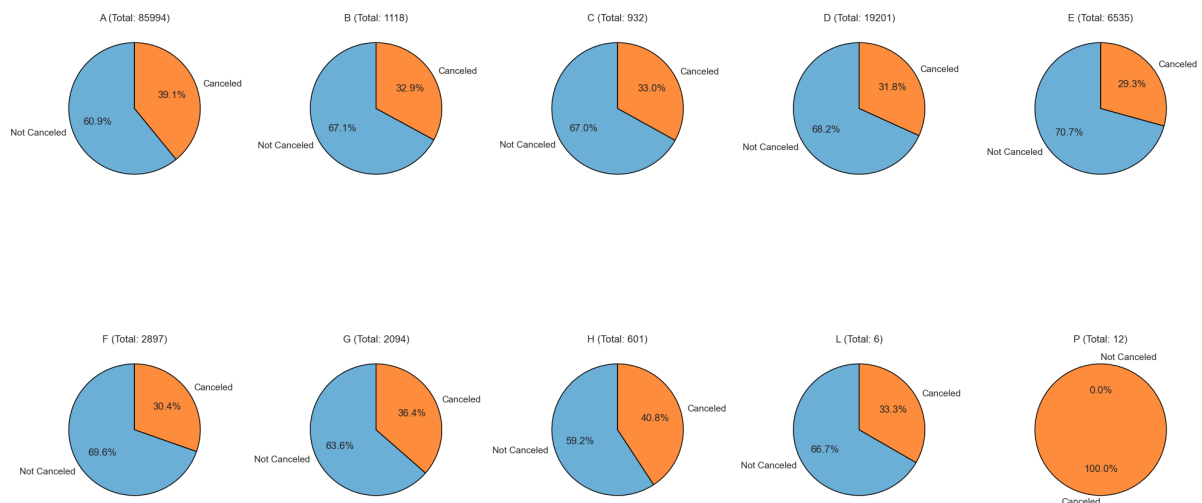 A (Total: 85994)
Canceled
39.1%
60.9%
Not Canceled
B (Total: 1118)
Canceled
32.9%
67.1%
Not Canceled
C (Total: 932)
Canceled
33.0%
67.0%
Not Canceled
D (Total: 19201)
Canceled
31.8%
68.2%
Not Canceled
E (Total: 6535)
Canceled
29.3%
70.7%
Not Canceled
F (Total: 2897)
Canceled
30.4%
69.6%
Not Canceled
G (Total: 2094)
Canceled
36.4%
63.6%
Not Canceled
H (Total: 601)
Canceled
40.8%
59.2%
Not Canceled
L (Total: 6)
Canceled
33.3%
66.7%
Not Canceled
P (Total: 12)
Not Canceled
0.0%
100.0%
Canceled